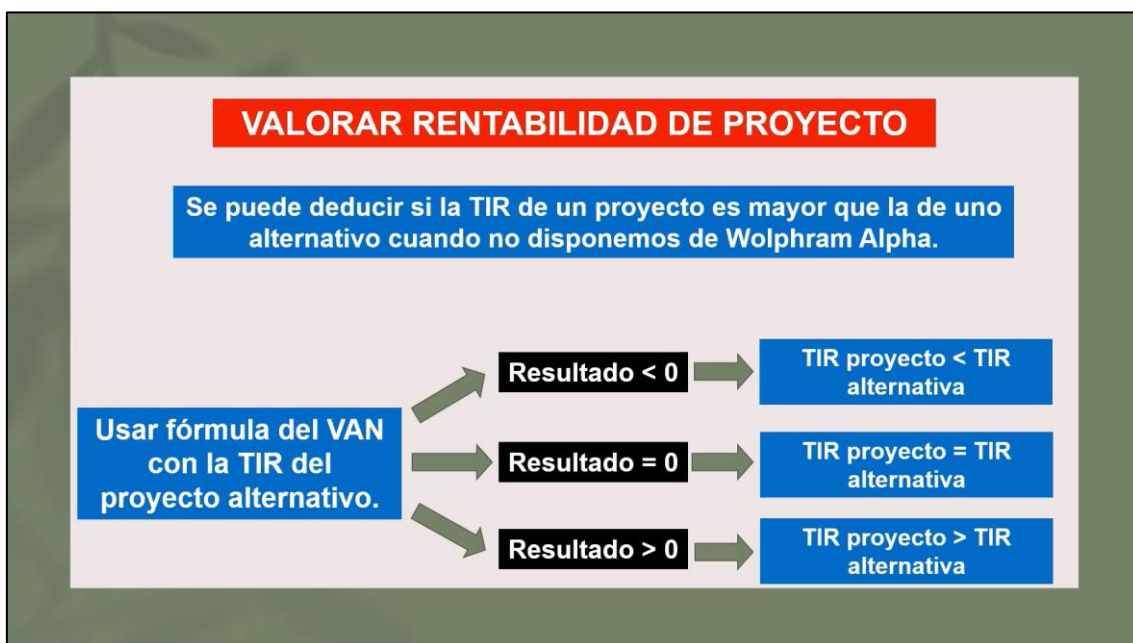 VALORAR RENTABILIDAD DE PROYECTO
Se puede deducir si la TIR de un proyecto es mayor que la de uno
alternativo cuando no disponemos de Wolphram Alpha.
Usar fórmula del VAN
con la TIR del
proyecto alternativo.
Resultado < 0
TIR proyecto < TIR
alternativa
Resultado = 0
TIR proyecto = TIR
alternativa
Resultado > 0
TIR proyecto > TIR
alternativa